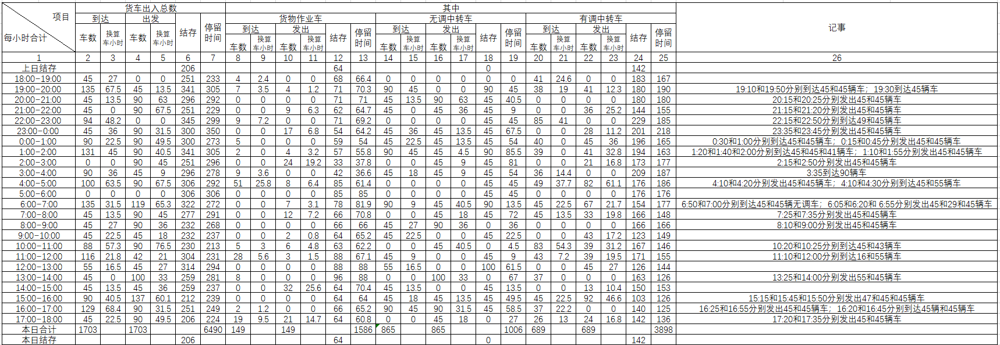 货车出入总数 其中
项目 到达 出发 结存 停留时间 货物作业车 无调中转车 有调中转车 记事
到达 发出 结存 停留时间 到达 发出 结存 停留时间 到达 发出 结存 停留时间
每小时合计 车数 换算车小时 车数 换算车小时 车数 换算车小时 车数 换算车小时 车数 换算车小时 车数 换算车小时 车数 换算车小时 车数 换算车小时
1 2 3 4 5 6 7 8 9 10 11 12 13 14 15 16 17 18 19 20 21 22 23 24 25 26
上日结存 206 64 0 142
18:00-19:00 45 27 0 0 251 233 4 2.4 0 0 68 66.4 0 0 0 0 0 0 41 24.6 0 0 183 167
19:00-20:00 135 67.5 45 13.5 341 305 7 3.5 4 1.2 71 70.3 90 45 0 0 90 45 38 19 41 12.3 180 190 19:10和19:50分别到达45和45辆车；19:30到达45辆车
20:00-21:00 45 13.5 90 63 296 292 0 0 0 0 71 71 45 13.5 90 63 45 40.5 0 0 0 0 180 180 20:15和20:25分别发出45和45辆车
21:00-22:00 45 0 90 67.5 251 229 0 0 9 6.3 62 64.7 45 0 45 36 45 9 0 0 36 25.2 144 155 21:15和21:20分别发出45和45辆车
22:00-23:00 94 48.2 0 0 345 299 9 7.2 0 0 71 69.2 0 0 0 0 45 45 85 41 0 0 229 185 22:15和22:50分别到达49和45辆车
23:00-0:00 45 36 90 31.5 300 350 0 0 17 6.8 54 64.2 45 36 45 13.5 45 67.5 0 0 28 11.2 201 218 23:35和23:45分别发出45和45辆车
0:00-1:00 90 22.5 90 49.5 300 273 5 0 0 0 59 54 45 22.5 45 13.5 45 54 40 0 45 36 196 165 0:30和1:00分别到达45和45辆车；0:15和0:45分别发出45和45辆车
1:00-2:00 131 45 90 40.5 341 305 2 0 4 3.2 57 55.8 90 45 45 4.5 90 85.5 39 0 41 32.8 194 163 1:20和1:40和2:00分别到达45和45和41辆车；1:10和1:55分别发出45和45辆车
2:00-3:00 0 0 90 45 251 296 0 0 24 19.2 33 37.8 0 0 45 9 45 81 0 0 21 16.8 173 177 2:15和2:50分别发出45和45辆车
3:00-4:00 90 36 45 9 296 278 9 3.6 0 0 42 36.6 45 18 45 9 45 54 36 14.4 0 0 209 187 3:35到达90辆车
4:00-5:00 100 63.5 90 67.5 306 292 51 25.8 8 6.4 85 61.4 0 0 0 0 45 45 49 37.7 82 61.1 176 186 4:10和4:20分别发出45和45辆车；4:10和4:30分别到达45和55辆车
5:00-6:00 0 0 0 0 306 306 0 0 0 0 85 85 0 0 0 0 45 45 0 0 0 0 176 176
6:00-7:00 135 31.5 119 65.3 322 272 0 0 7 3.1 78 81.9 90 9 45 40.5 90 13.5 45 22.5 67 21.7 154 177 6:50和7:00分别到达45和45辆无调车；6:05和6:20和 6:55分别发出45和29和45辆车
7:00-8:00 45 13.5 90 45 277 291 0 0 12 7.2 66 70.8 0 0 45 18 45 72 45 13.5 33 19.8 166 148 7:25和7:35分别发出45和45辆车
8:00-9:00 45 27 90 36 232 268 0 0 0 0 66 66 45 27 90 36 0 36 0 0 0 0 166 166 8:10和9:00分别发出45和45辆车
9:00-10:00 45 22.5 45 18 232 237 0 0 2 0.8 64 65.2 45 22.5 0 0 45 22.5 0 0 43 17.2 123 149
10:00-11:00 88 57.3 90 76.5 230 213 5 3 6 4.8 63 62.2 0 0 45 40.5 0 4.5 83 54.3 39 31.2 167 146 10:20和10:25分别到达45和43辆车
11:00-12:00 116 21.8 42 21 304 231 28 5.6 3 1.5 88 67.1 45 9 0 0 45 9 43 7.2 39 19.5 171 155 11:10和12:00分别到达16和55辆车
12:00-13:00 55 16.5 45 27 314 294 0 0 0 0 88 88 55 16.5 0 0 100 61.5 0 0 45 27 126 144
13:00-14:00 45 0 100 33 259 281 8 0 0 0 96 88 0 0 100 33 0 67 37 0 0 0 163 126 13:25和14:00分别发出55和45辆车
14:00-15:00 45 13.5 45 36 259 237 0 0 32 25.6 64 70.4 45 13.5 0 0 45 13.5 0 0 13 10.4 150 153
15:00-16:00 90 40.5 137 60.1 212 239 0 0 0 0 64 64 45 18 45 13.5 45 49.5 45 22.5 92 46.6 103 126 15:15和15:45和15:50分别发出47和45和45辆车
16:00-17:00 129 68.4 90 31.5 251 249 2 1.2 0 0 66 65.2 90 45 90 31.5 45 58.5 37 22.2 0 0 140 125 16:25和16:55分别发出45和45辆车；16:20和16:45分别到达45辆和45辆车
17:00-18:00 45 22.5 90 49.5 206 224 19 9.5 21 14.7 64 60.8 0 0 45 18 0 27 26 13 24 16.8 142 136 17:20和17:35分别发出45和45辆车
本日合计 1703 1703 6490 149 149 1586 865 865 1006 689 689 3898
本日结存 206 64 0 142